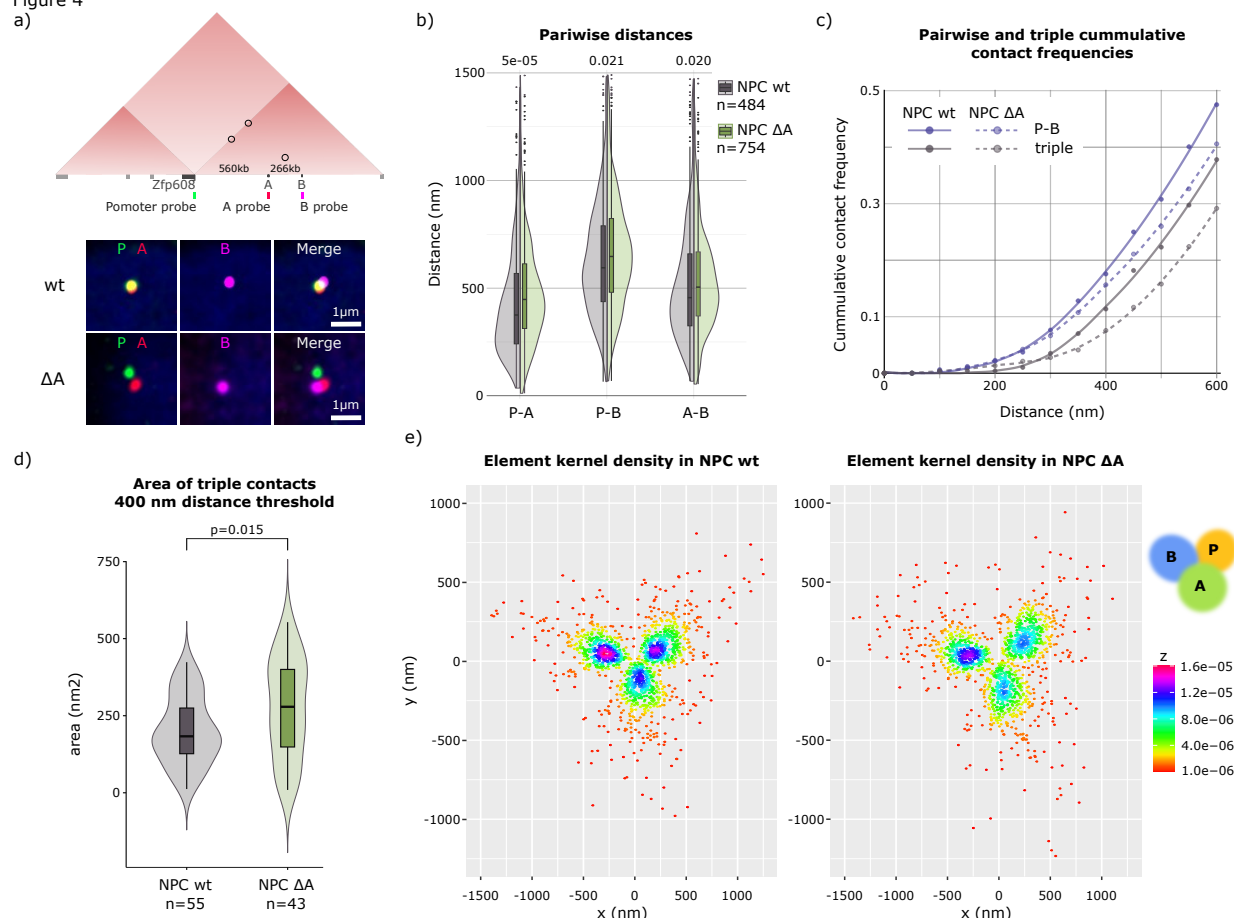 Figure 4
a)
560kb
266kb
Zfp608
A
B
Pomoter probe
A probe
B probe
P A
B
Merge
wt
1µm
P A
B
Merge
ΔA
1µm
b)
Pariwise distances
5e-05 0.021 0.020
1500
1000
500
0
Distance (nm)
NPC wt
n=484
NPC ΔA
n=754
P-A P-B A-B
c)
Pairwise and triple cummulative
contact frequencies
0.5
0.3
0.1
0
Cummulative contact frequency
NPC wt NPC ΔA
P-B
triple
0 200 400 600
Distance (nm)
d)
Area of triple contacts
400 nm distance threshold
p=0.015
750
500
250
0
area (nm2)
NPC wt
n=55
NPC ΔA
n=43
e)
Element kernel density in NPC wt
1000
500
0
-500
-1000
y (nm)
-1500 -1000 -500 0 500 1000
x (nm)
Element kernel density in NPC ΔA
1000
500
0
-500
-1000
-1500 -1000 -500 0 500 1000
x (nm)
B
P
A
z
1.6e-05
1.2e-05
8.0e-06
4.0e-06
1.0e-06